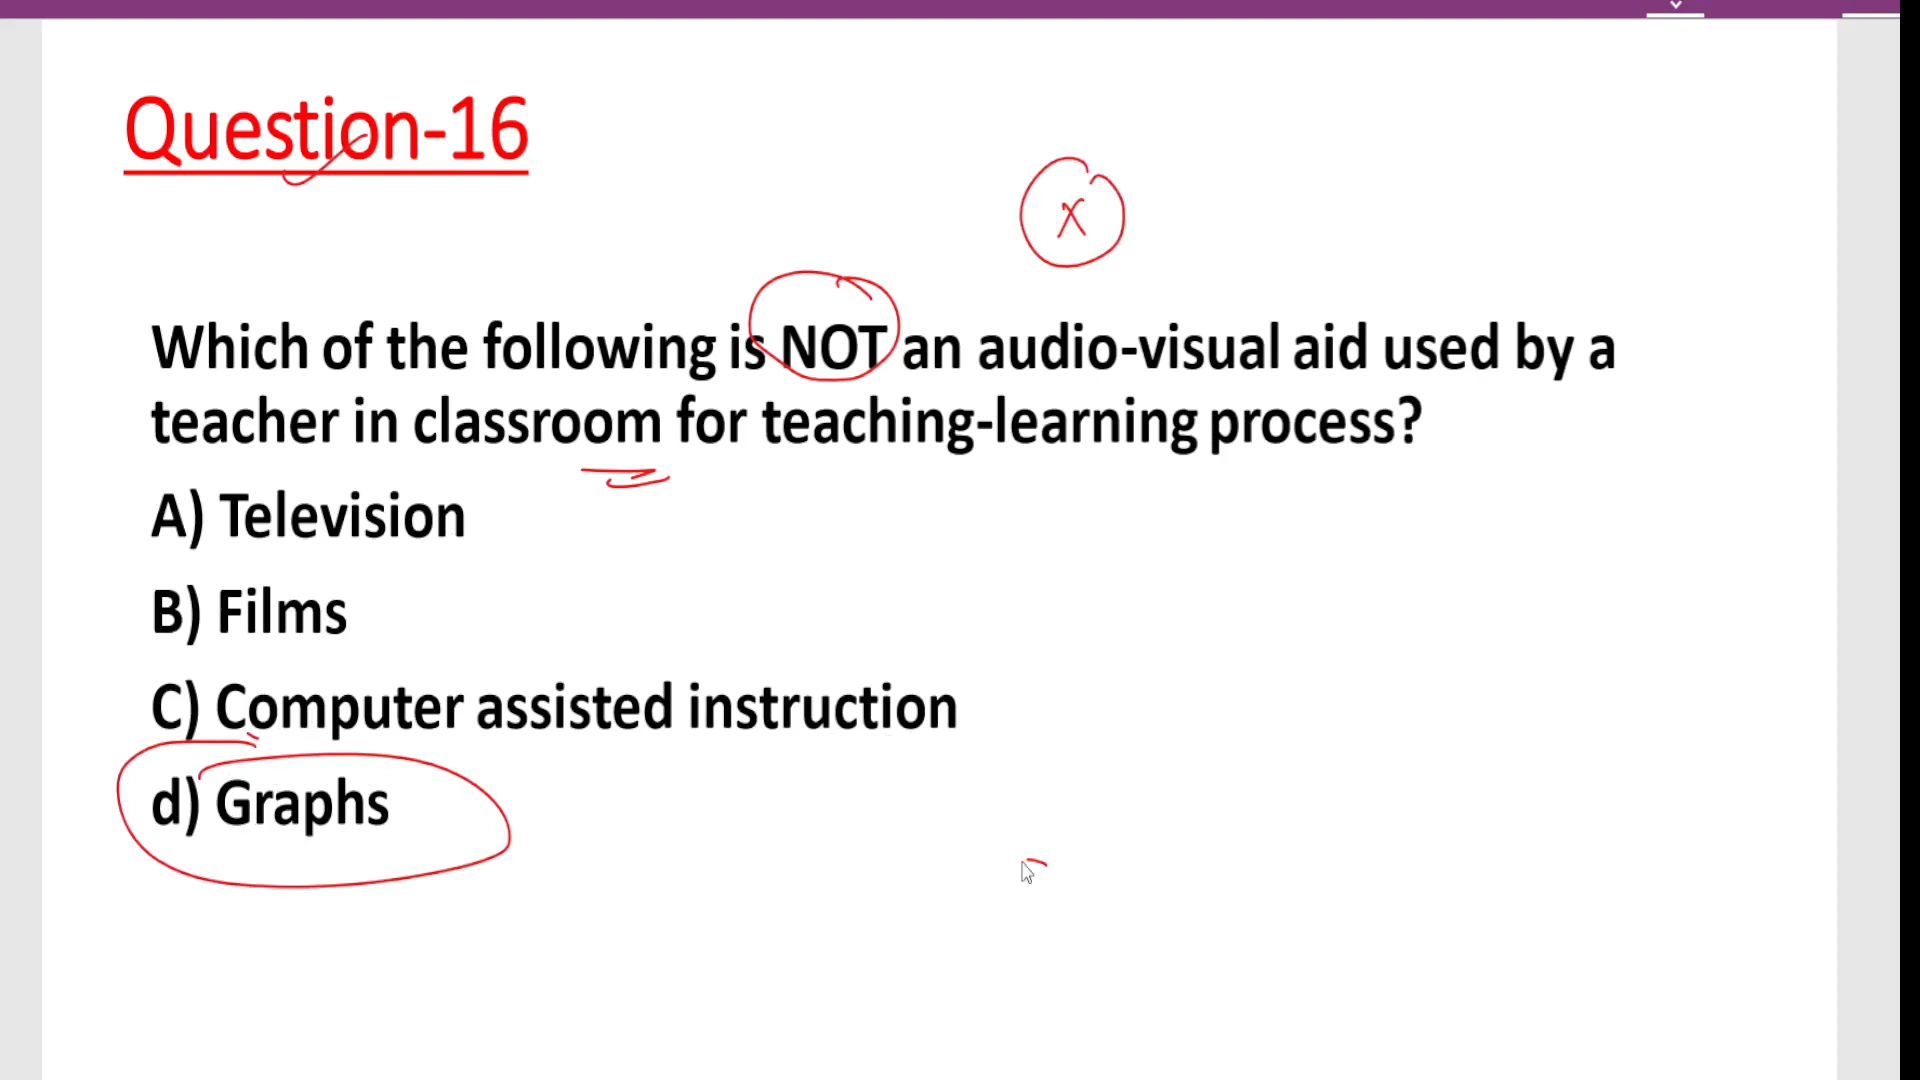 Question-16
X
Which of the following is NOT an audio-visual aid used by a
teacher in classroom for teaching-learning process?
A) Television
B) Films
C) Computer assisted instruction
d) Graphs